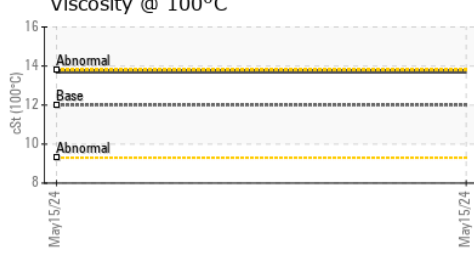 Viscosity @ 100°C
cSt (100°C)
16
14
12
10
8
Abnormal
Base
Abnormal
May15/24
May15/24